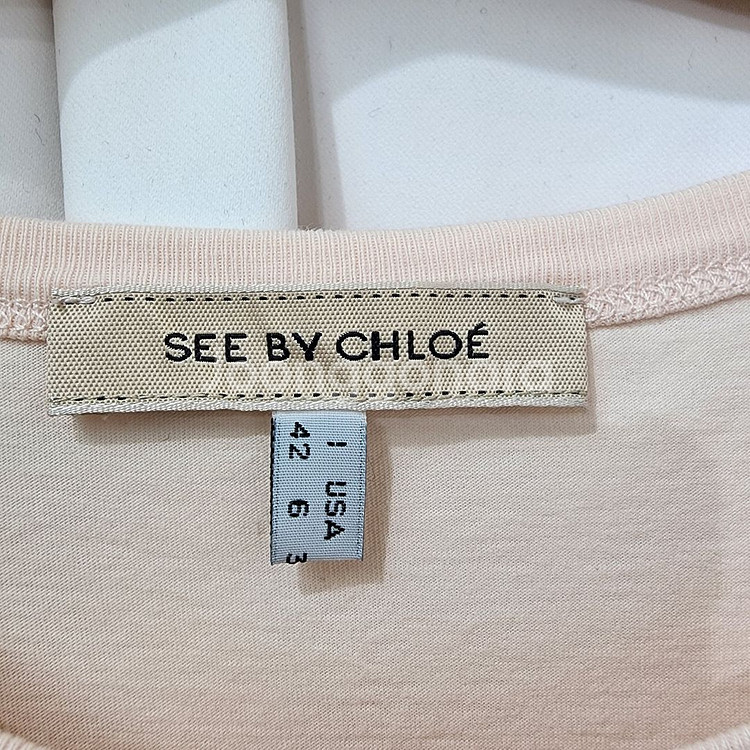 SEE BY CHLOÉ
I USA
42 6 3